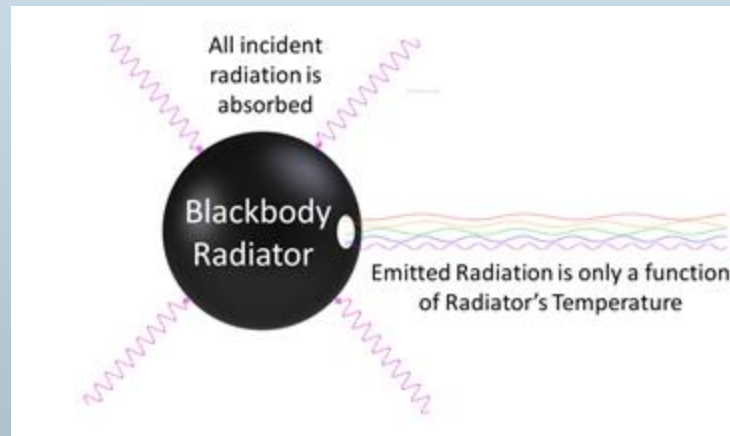 All incident
radiation is
absorbed
Blackbody
Radiator
Emitted Radiation is only a function
of Radiator's Temperature